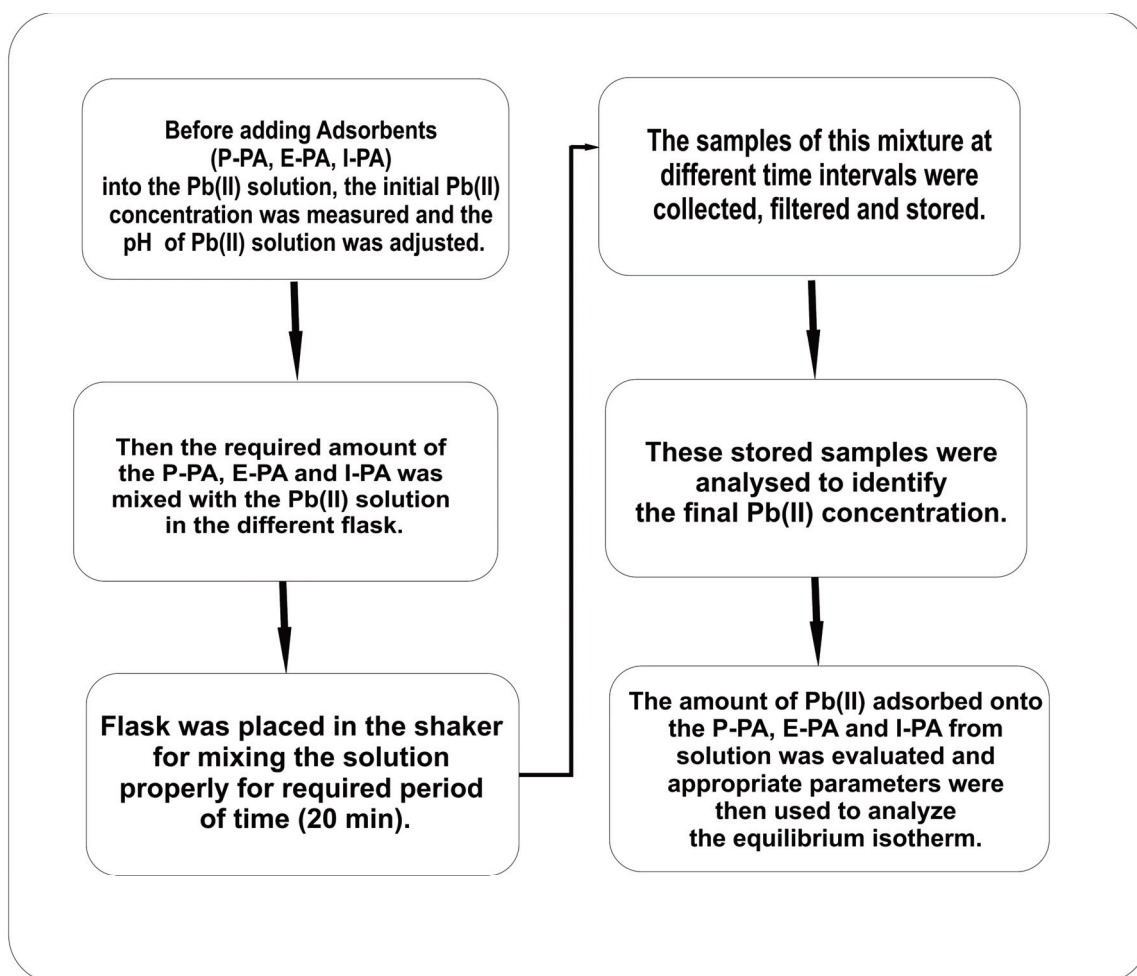 Before adding Adsorbents
(P-PA, E-PA, I-PA)
into the Pb(II) solution, the initial Pb(II)
concentration was measured and the
pH of Pb(II) solution was adjusted.
Then the required amount of
the P-PA, E-PA and I-PA was
mixed with the Pb(II) solution
in the different flask.
Flask was placed in the shaker
for mixing the solution
properly for required period
of time (20 min).
The samples of this mixture at
different time intervals were
collected, filtered and stored.
These stored samples were
analysed to identify
the final Pb(II) concentration.
The amount of Pb(II) adsorbed onto
the P-PA, E-PA and I-PA from
solution was evaluated and
appropriate parameters were
then used to analyze
the equilibrium isotherm.